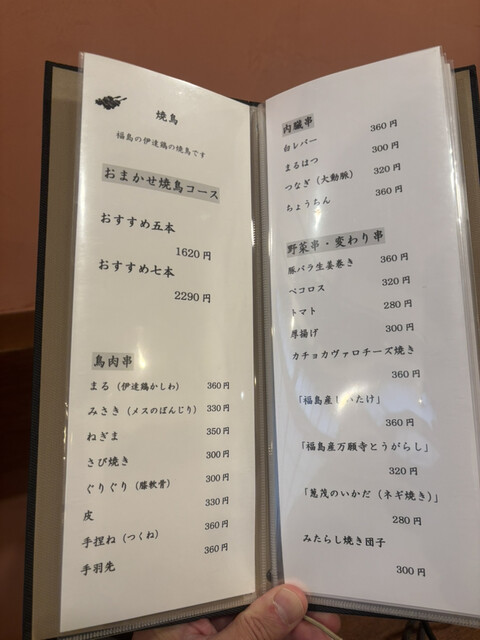 焼鳥
福島の伊達鶏の焼鳥です
おまかせ焼鳥コース
おすすめ五本
1620円
おすすめ七本
2290円
鳥肉串
まる（伊達鶏かしわ） 360円
みさき（メスのぼんじり） 330円
ねぎま 350円
さび焼き 300円
ぐりぐり（膝軟骨） 300円
皮 330円
手捏ね（つくね） 360円
手羽先 360円
内臓串
白レバー 360円
まるはつ 300円
つなぎ（大動脈） 320円
ちょうちん 360円
野菜串・変わり串
豚バラ生姜巻き 360円
ペコロス 320円
トマト 280円
厚揚げ 300円
カチョカヴァロチーズ焼き
360円
「福島産しいたけ」
360円
「福島産万願寺とうがらし」
320円
「葱茂のいかだ（ネギ焼き）」
280円
みたらし焼き団子
300円